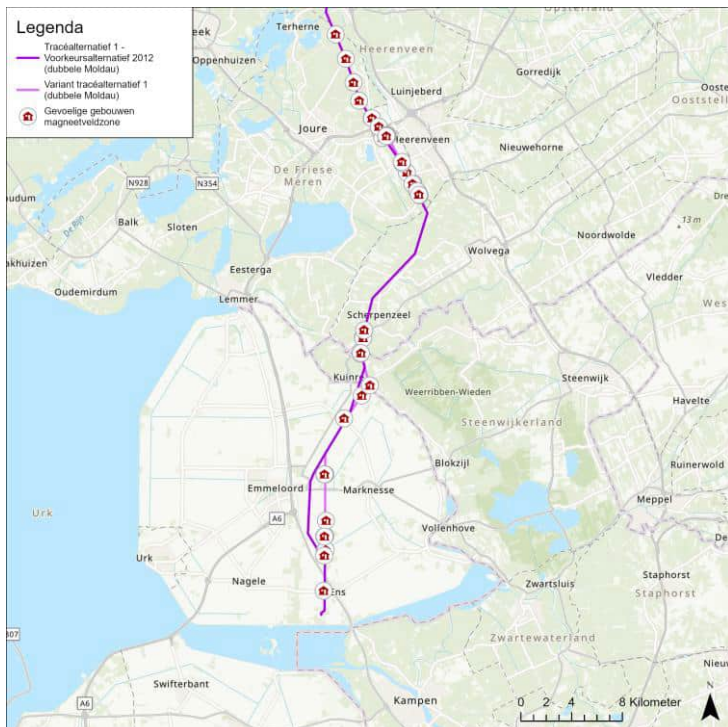 Legenda
Tracéalternatief 1 -
Voorkeursalternatief 2012
(dubbele Moldau)
Variant tracéalternatief 1
(dubbele Moldau)
Gevoelige gebouwen
magneetveldzone
Terherne
Heerenveen
Oppenhuizen
Gorredijk
Luinjeberd
Joure
Heerenveen
Nieuwehorne
De Friese
Meren
N928
N354
De Rijn
Balk
Sloten
13 m
Noordwolde
Wolvega
Eesterga
Vledder
Oudemirdum
Lemmer
Scherpenzeel
Kuinre
Steenwijk
Weerribben-Wieden
Havelte
Steenwijkerland
Blokzijl
Ruinerwold
Emmeloord
Marknesse
Meppel
Urk
A6
Vollenhove
Urk
Staphorst
Nagele
Ens
Zwartsluis
Staphorst
Zwartewaterland
Swifterbant
A6
Kampen
0 2 4 8 Kilometer
N